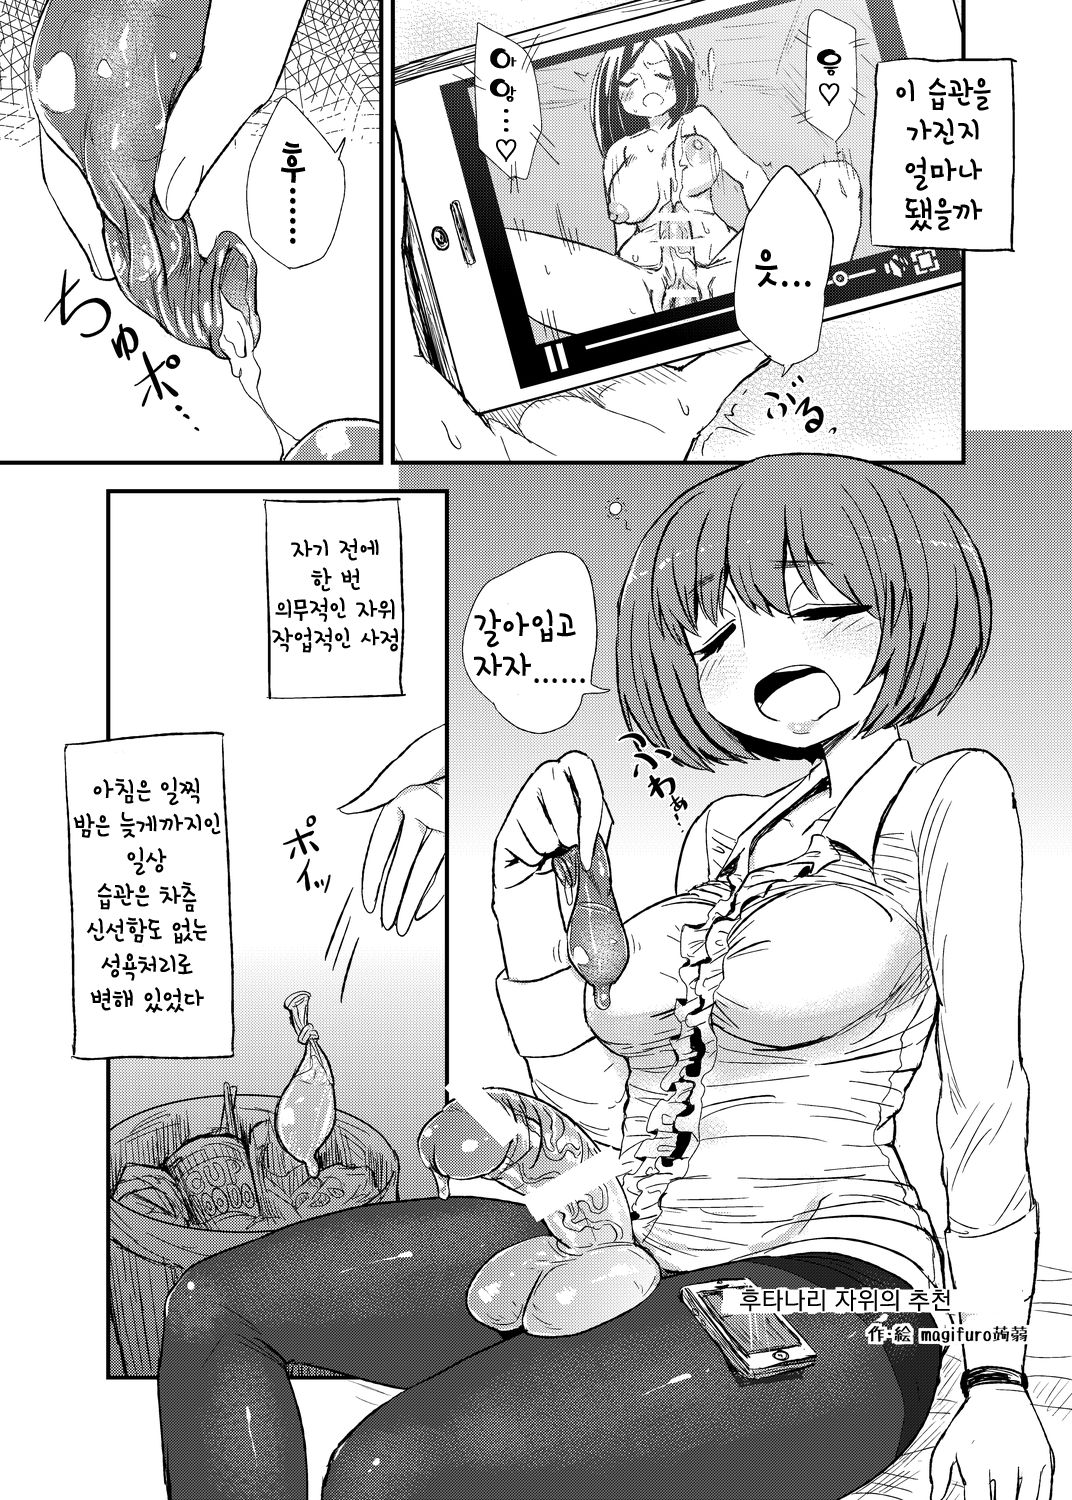 이 습관을
가진지
얼마나
됐을까
응♡
아
앙
…
…
♡
읏...
ぶる
후……
ちゅ
ポ…
자기 전에
한 번
의무적인 자위
작업적인 사정
갈아입고
자자……
ふわぁ…
아침은 일찍
밤은 늦게까지인
일상
습관은 차츰
신선함도 없는
성욕처리로
변해 있었다
ポイッ
후타나리 자위의 추천
作・絵 magifuro蒟蒻